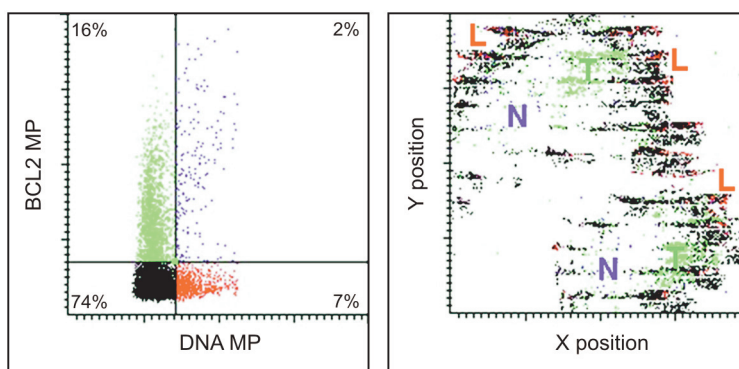 16%
2%
BCL2 MP
74%
7%
DNA MP
L
T
L
N
Y position
L
T
N
X position